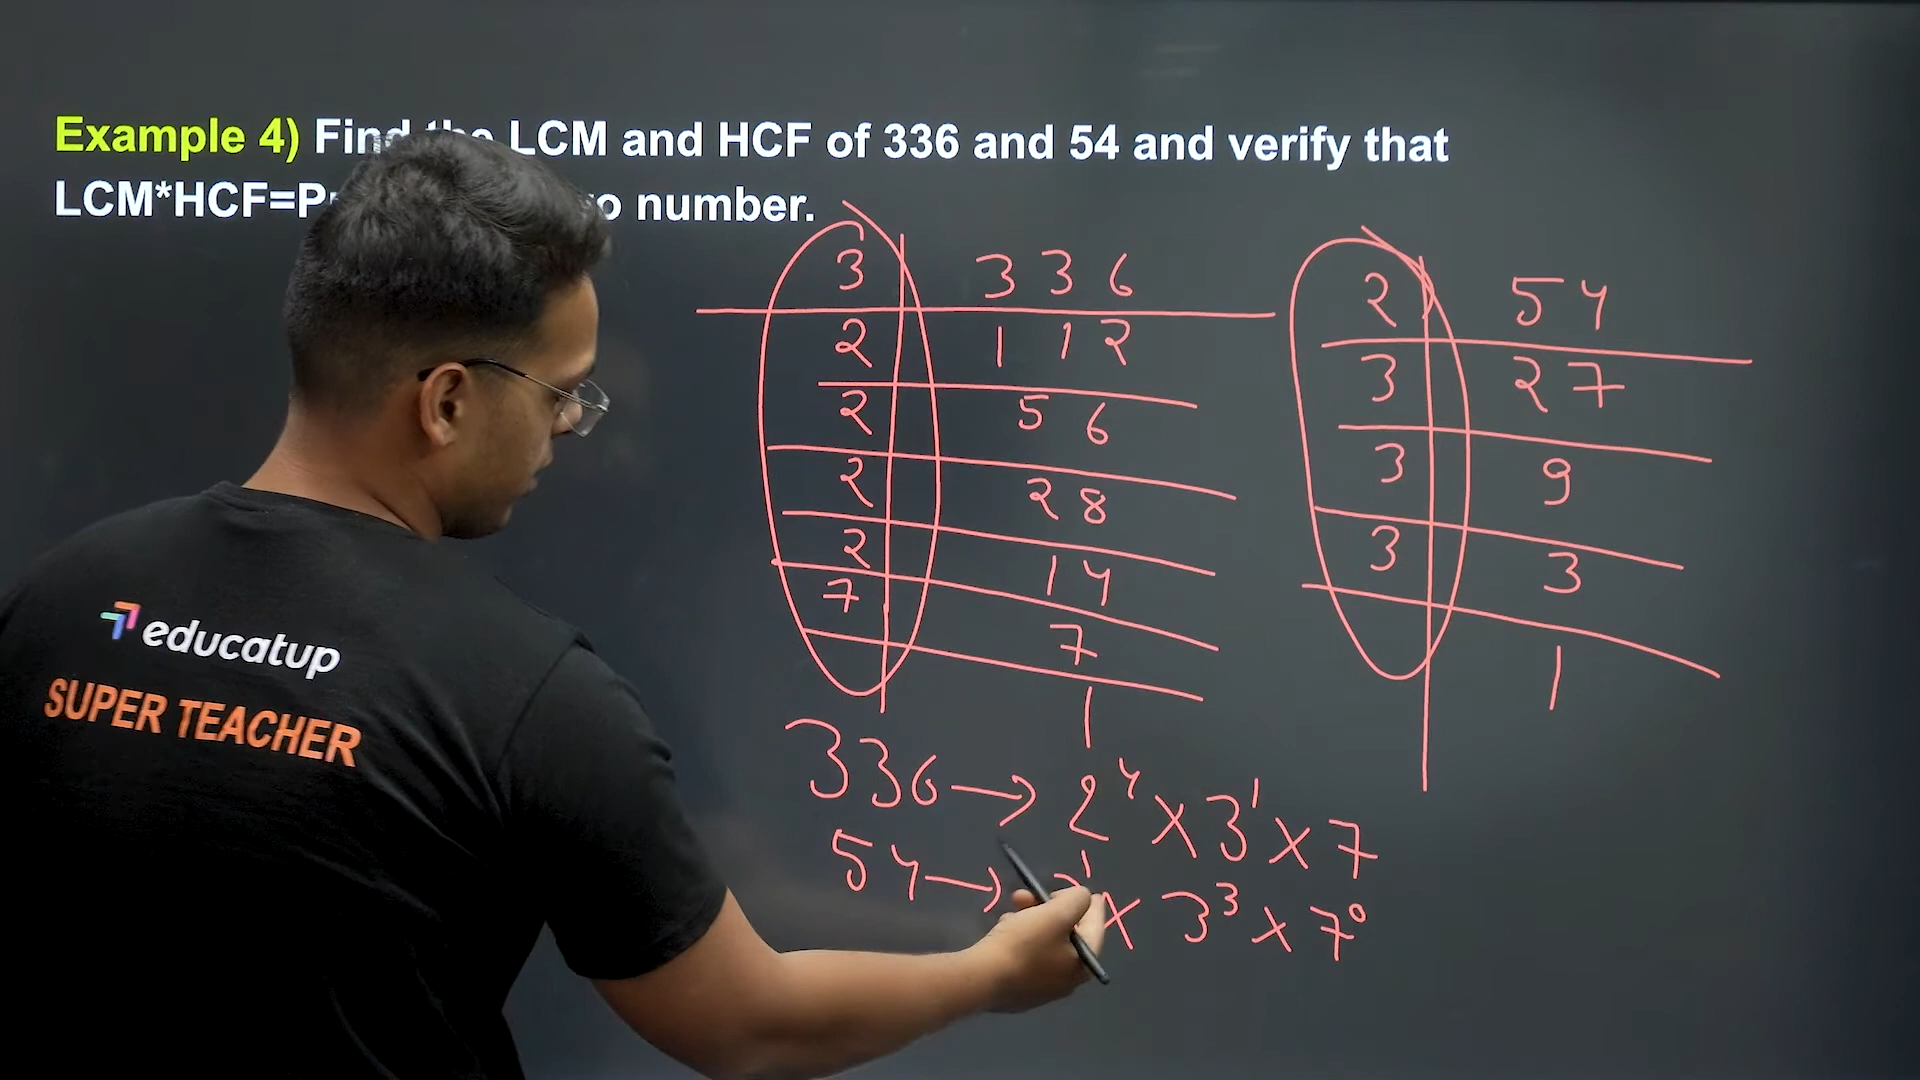 Example 4) Find the LCM and HCF of 336 and 54 and verify that
LCM*HCF=P o number.
3 336
2 112
2 56
2 28
2 14
7 7
1
2 54
3 27
3 9
3 3
1
336 → 2⁴ × 3¹ × 7
54 → × 3³ × 7⁰
educatup
SUPER TEACHER